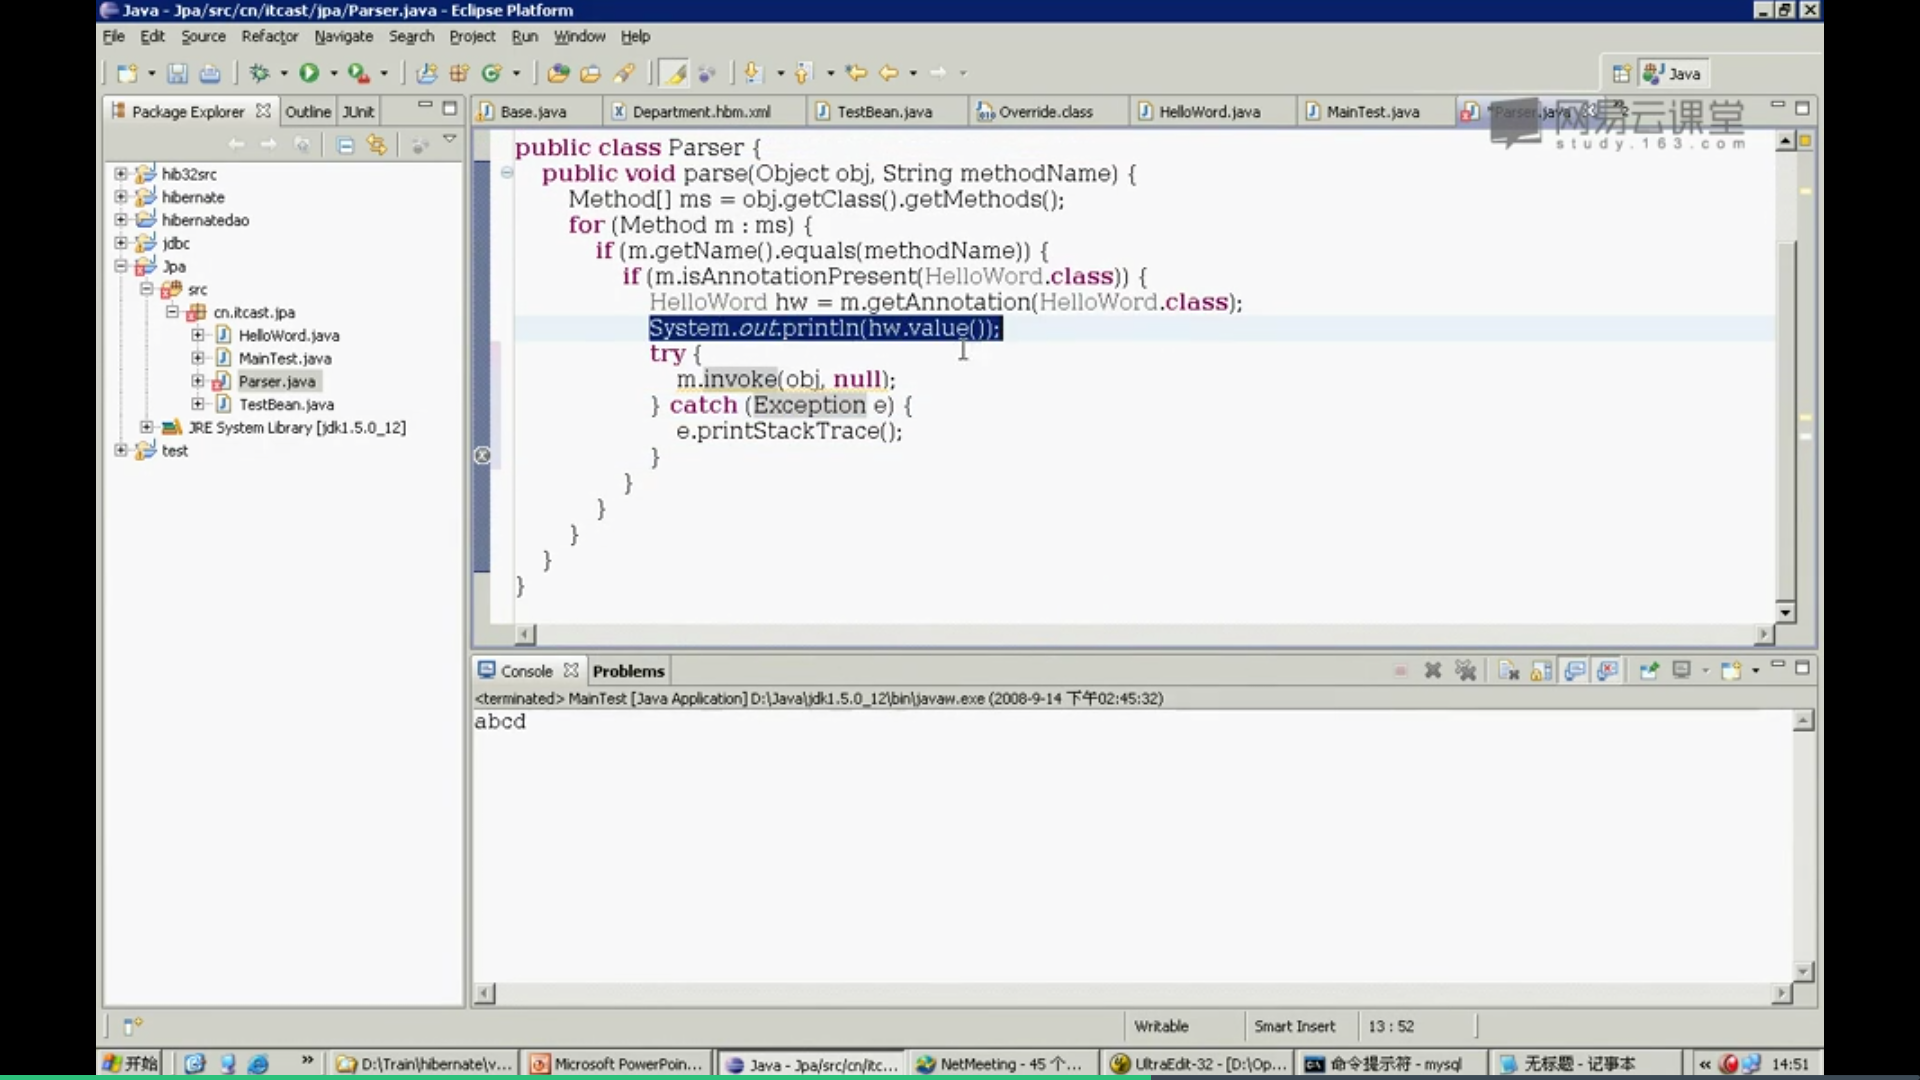 Java - Jpa/src/cn/itcast/jpa/Parser.java - Eclipse Platform
File Edit Source Refactor Navigate Search Project Run Window Help
Java
Package Explorer Outline JUnit
Base.java Department.hbm.xml TestBean.java Override.class HelloWord.java MainTest.java *Parser.java
网易云课堂
study.163.com
hib32src
hibernate
hibernatedao
jdbc
Jpa
src
cn.itcast.jpa
HelloWord.java
MainTest.java
Parser.java
TestBean.java
JRE System Library [jdk1.5.0_12]
test
public class Parser {
public void parse(Object obj, String methodName) {
Method[] ms = obj.getClass().getMethods();
for (Method m : ms) {
if (m.getName().equals(methodName)) {
if (m.isAnnotationPresent(HelloWord.class)) {
HelloWord hw = m.getAnnotation(HelloWord.class);
System.out.println(hw.value());
try {
m.invoke(obj, null);
} catch (Exception e) {
e.printStackTrace();
}
}
}
}
}
}
Console Problems
<terminated> MainTest [Java Application] D:\Java\jdk1.5.0_12\bin\javaw.exe (2008-9-14 下午02:45:32)
abcd
Writable Smart Insert 13 : 52
开始 » D:\Train\hibernate\v... Microsoft PowerPoin... Java - Jpa/src/cn/itc... NetMeeting - 45 个... UltraEdit-32 - [D:\Op... 命令提示符 - mysql 无标题 - 记事本 « 14:51